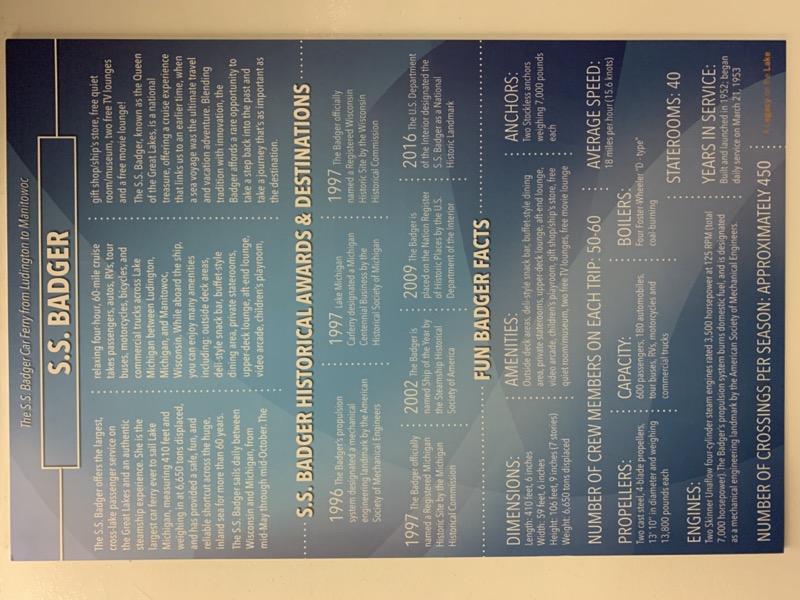 The S.S. Badger Car Ferry from Ludington to Manitowoc
S.S. BADGER
The S.S. Badger offers the largest,
cross-lake passenger service on
the Great Lakes and an authentic
steamship experience. She is the
largest car ferry ever to sail Lake
Michigan, measuring 410 feet and
weighing in at 6,650 tons displaced,
and has provided a safe, fun, and
reliable shortcut across the huge,
inland sea for more than 60 years.
The S.S. Badger sails daily between
Wisconsin and Michigan, from
mid-May through mid-October. The
relaxing four-hour, 60-mile cruise
takes passengers, autos, RVs, tour
buses, motorcycles, bicycles, and
commercial trucks across Lake
Michigan between Ludington,
Michigan, and Manitowoc,
Wisconsin. While aboard the ship,
you can enjoy many amenities
including: outside deck areas,
deli-style snack bar, buffet-style
dining area, private staterooms,
upper-deck lounge, aft-end lounge,
video arcade, children's playroom,
gift shop/ship's store, free quiet
room/museum, two free TV lounges
and a free movie lounge!
The S.S. Badger, known as the Queen
of the Great Lakes, is a national
treasure, offering a cruise experience
that links us to an earlier time, when
a sea voyage was the ultimate travel
and vacation adventure. Blending
tradition with innovation, the
Badger affords a rare opportunity to
take a step back into the past and
take a journey that's as important as
the destination.
S.S. BADGER HISTORICAL AWARDS & DESTINATIONS
1996 The Badger's propulsion
system designated a mechanical
engineering landmark by the American
Society of Mechanical Engineers
1997 Lake Michigan
Carferry designated a Michigan
Centennial Business by the
Historical Society of Michigan
1997 The Badger officially
named a Registered Wisconsin
Historic Site by the Wisconsin
Historical Commission
1997 The Badger officially
named a Registered Michigan
Historic Site by the Michigan
Historical Commission
2002 The Badger is
named Ship of the Year by
the Steamship Historical
Society of America
2009 The Badger is
placed on the Nation Register
of Historic Places by the U.S.
Department of the Interior
2016 The U.S. Department
of the Interior designated the
S.S. Badger as a National
Historic Landmark
FUN BADGER FACTS
DIMENSIONS:
Length: 410 feet, 6 inches
Width: 59 feet, 6 inches
Height: 106 feet, 9 inches (7 stories)
Weight: 6,650 tons displaced
AMENITIES:
Outside deck areas, deli-style snack bar, buffet-style dining
area, private staterooms, upper-deck lounge, aft-end lounge,
video arcade, children's playroom, gift shop/ship's store, free
quiet room/museum, two free TV lounges, free movie lounge
ANCHORS:
Two Stockless anchors
weighing 7,000 pounds
each
NUMBER OF CREW MEMBERS ON EACH TRIP: 50-60
AVERAGE SPEED:
18 miles per hour (15.6 knots)
PROPELLERS:
Two cast steel, 4-blade propellers,
13' 10" in diameter and weighing
13,800 pounds each
CAPACITY:
600 passengers, 180 automobiles,
tour buses, RVs, motorcycles and
commercial trucks
BOILERS:
Four Foster-Wheeler "D - type"
coal-burning
STATEROOMS: 40
ENGINES:
Two Skinner Unaflow four-cylinder steam engines rated 3,500 horsepower at 125 RPM (total
7,000 horsepower). The Badger's propulsion system burns domestic fuel, and is designated
as a mechanical engineering landmark by the American Society of Mechanical Engineers.
YEARS IN SERVICE:
Built and launched in 1952; began
daily service on March 21, 1953
NUMBER OF CROSSINGS PER SEASON: APPROXIMATELY 450
A Legacy on the Lake